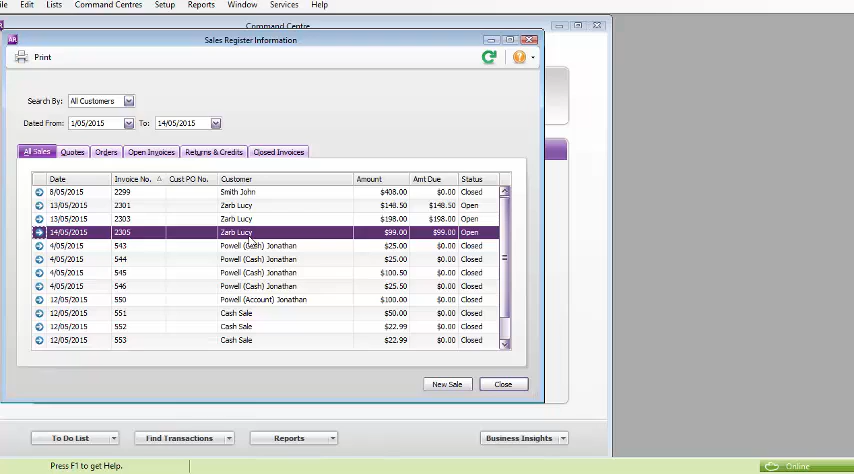 File Edit Lists Command Centres Setup Reports Window Services Help
Command Centre
AR Sales Register Information
Print
Search By: All Customers
Dated From: 1/05/2015 To: 14/05/2015
All Sales Quotes Orders Open Invoices Returns & Credits Closed Invoices
Date Invoice No. Cust PO No. Customer Amount Amt Due Status
8/05/2015 2299 Smith John $408.00 $0.00 Closed
13/05/2015 2301 Zarb Lucy $148.50 $148.50 Open
13/05/2015 2303 Zarb Lucy $198.00 $198.00 Open
14/05/2015 2305 Zarb Lucy $99.00 $99.00 Open
4/05/2015 543 Powell (Cash) Jonathan $25.00 $0.00 Closed
4/05/2015 544 Powell (Cash) Jonathan $25.00 $0.00 Closed
4/05/2015 545 Powell (Cash) Jonathan $100.50 $0.00 Closed
4/05/2015 546 Powell (Cash) Jonathan $25.50 $0.00 Closed
12/05/2015 550 Powell (Account) Jonathan $100.00 $0.00 Closed
12/05/2015 551 Cash Sale $50.00 $0.00 Closed
12/05/2015 552 Cash Sale $22.99 $0.00 Closed
12/05/2015 553 Cash Sale $22.99 $0.00 Closed
New Sale Close
To Do List Find Transactions Reports Business Insights
Press F1 to get Help. Online